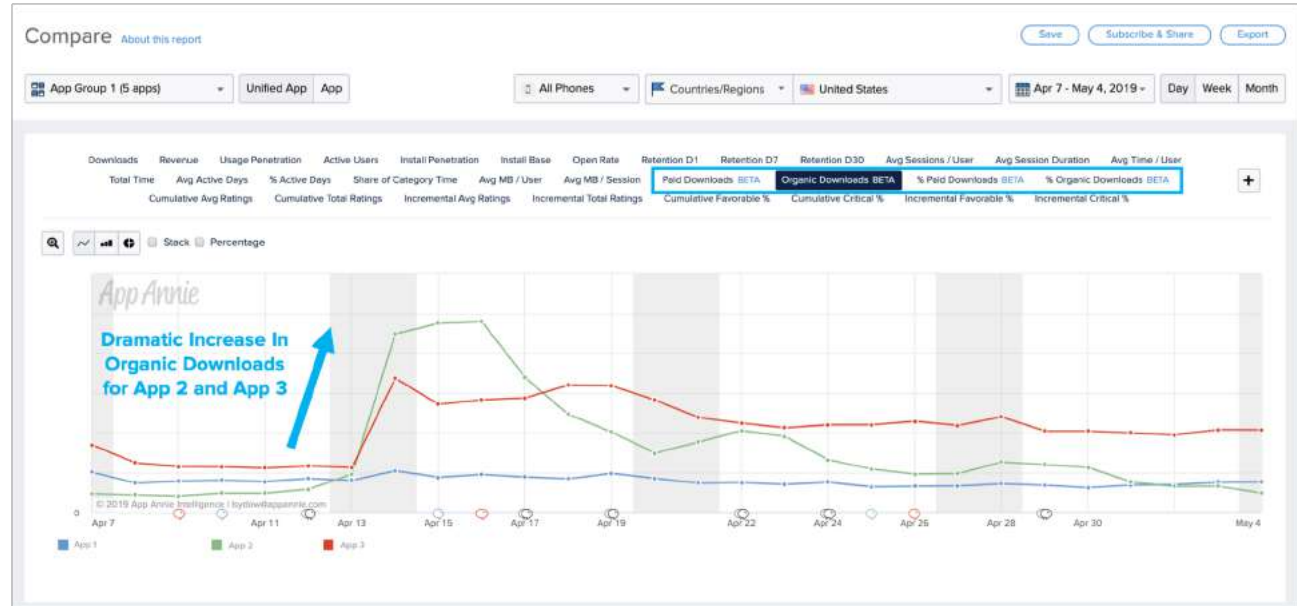 Compare About this report Save Subscribe & Share Export
App Group 1 (5 apps) Unified App App All Phones Countries/Regions United States Apr 7 - May 4, 2019 Day Week Month
Downloads Revenue Usage Penetration Active Users Install Penetration Install Base Open Rate Retention D1 Retention D7 Retention D30 Avg Sessions / User Avg Session Duration Avg Time / User
Total Time Avg Active Days % Active Days Share of Category Time Avg MB / User Avg MB / Session Paid Downloads BETA Organic Downloads BETA % Paid Downloads BETA % Organic Downloads BETA +
Cumulative Avg Ratings Cumulative Total Ratings Incremental Avg Ratings Incremental Total Ratings Cumulative Favorable % Cumulative Critical % Incremental Favorable % Incremental Critical %
Stack Percentage
App Annie
Dramatic Increase In
Organic Downloads
for App 2 and App 3
© 2019 App Annie Intelligence
0
Apr 7 Apr 11 Apr 13 Apr 15 Apr 17 Apr 19 Apr 22 Apr 24 Apr 26 Apr 28 Apr 30 May 4
App 1 App 2 App 3